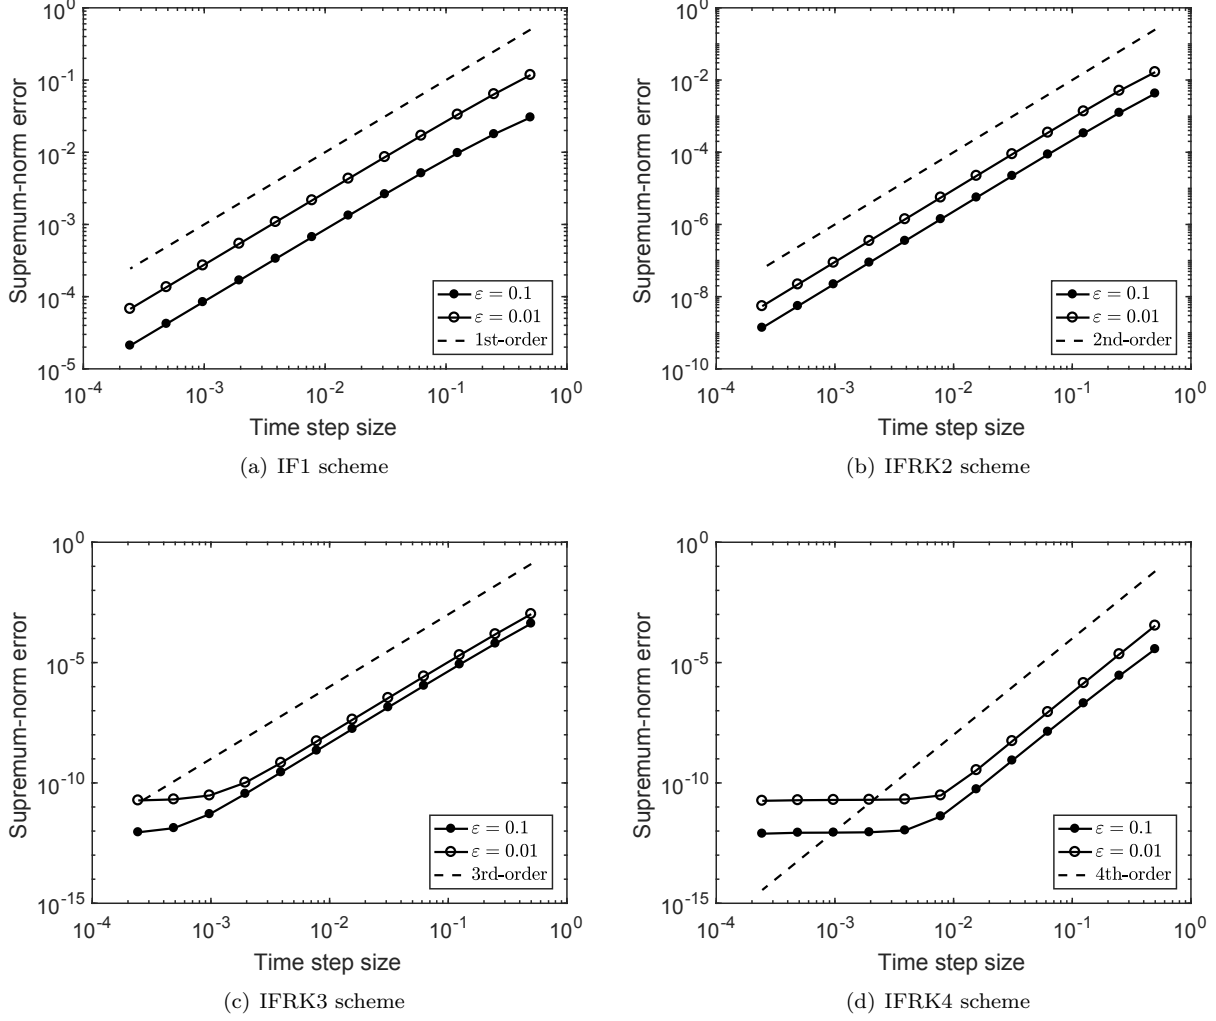 10^0
10^-1
10^-2
10^-3
10^-4
10^-5
Supremum-norm error
ε = 0.1
ε = 0.01
1st-order
10^-4 10^-3 10^-2 10^-1 10^0
Time step size
(a) IF1 scheme
10^0
10^-2
10^-4
10^-6
10^-8
10^-10
Supremum-norm error
ε = 0.1
ε = 0.01
2nd-order
10^-4 10^-3 10^-2 10^-1 10^0
Time step size
(b) IFRK2 scheme
10^0
10^-5
10^-10
10^-15
Supremum-norm error
ε = 0.1
ε = 0.01
3rd-order
10^-4 10^-3 10^-2 10^-1 10^0
Time step size
(c) IFRK3 scheme
10^0
10^-5
10^-10
10^-15
Supremum-norm error
ε = 0.1
ε = 0.01
4th-order
10^-4 10^-3 10^-2 10^-1 10^0
Time step size
(d) IFRK4 scheme